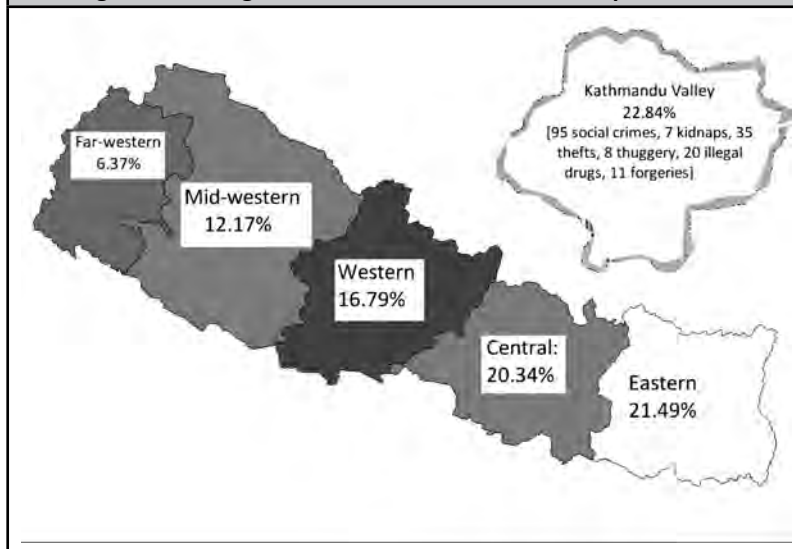 Kathmandu Valley
22.84%
[95 social crimes, 7 kidnaps, 35
thefts, 8 thuggery, 20 illegal
drugs, 11 forgeries]
Far-western
6.37%
Mid-western
12.17%
Western
16.79%
Central:
20.34%
Eastern
21.49%